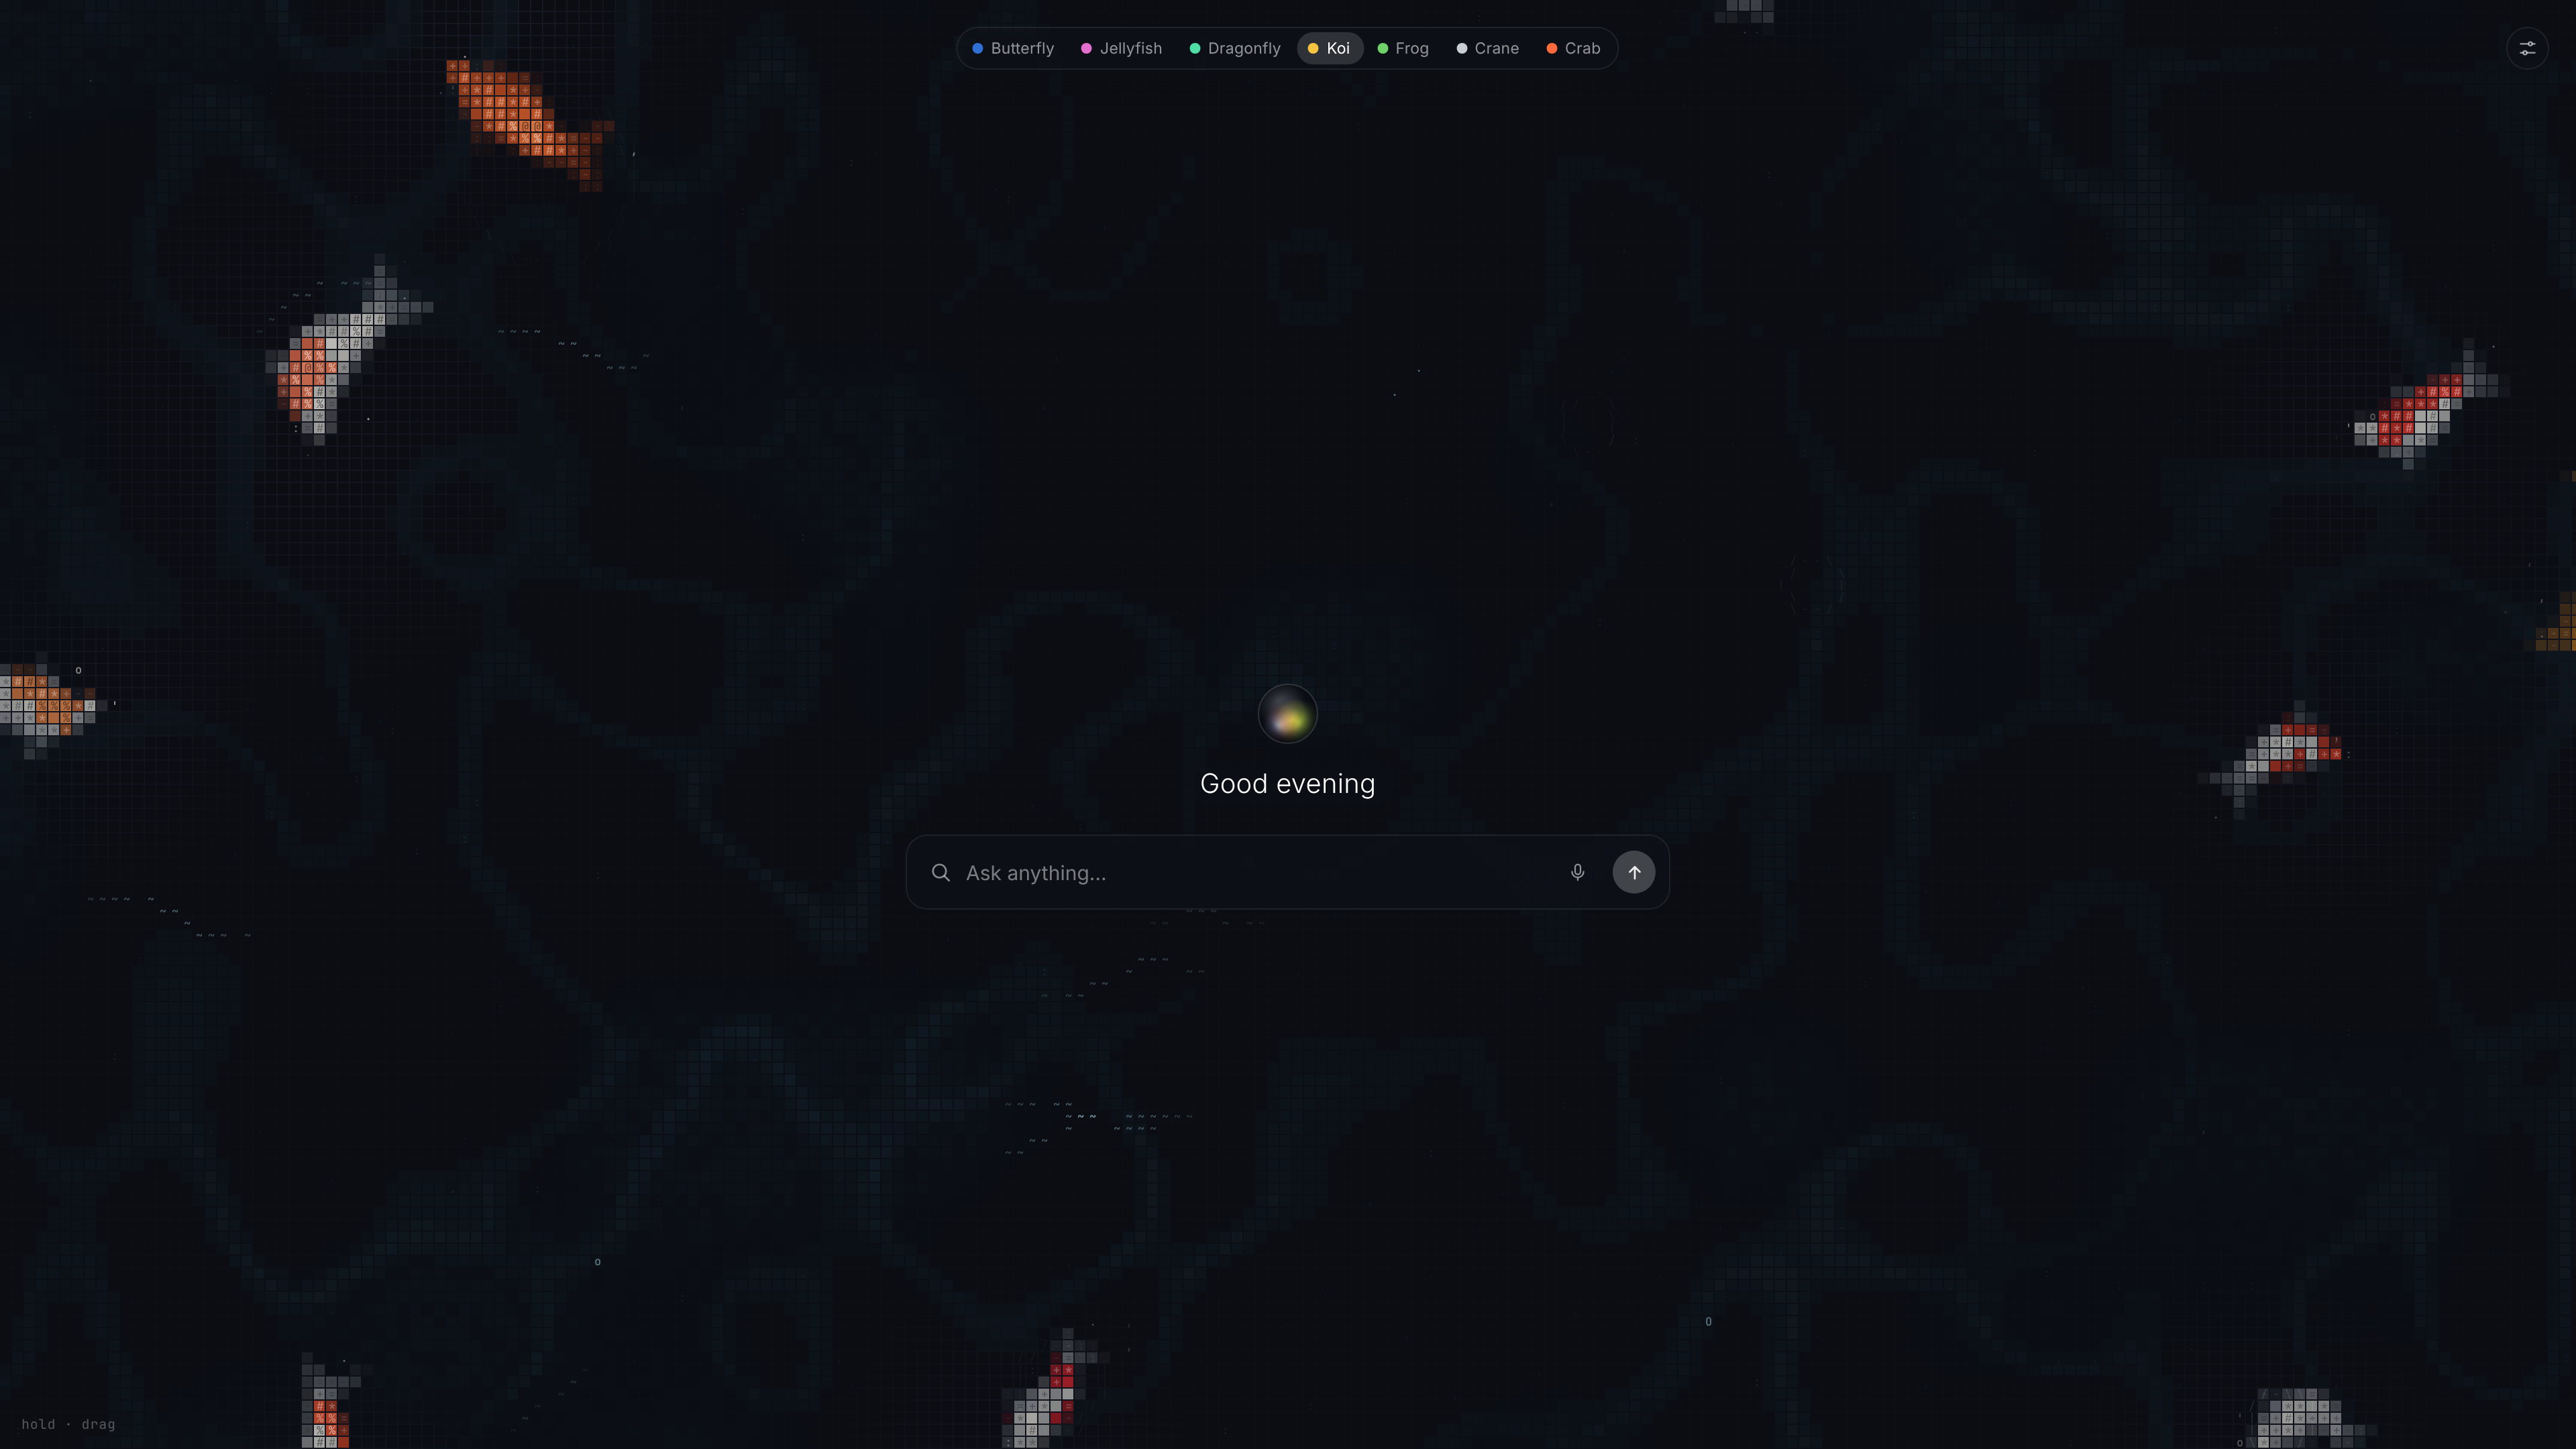 Butterfly
Jellyfish
Dragonfly
Koi
Frog
Crane
Crab
Good evening
Ask anything...
hold · drag